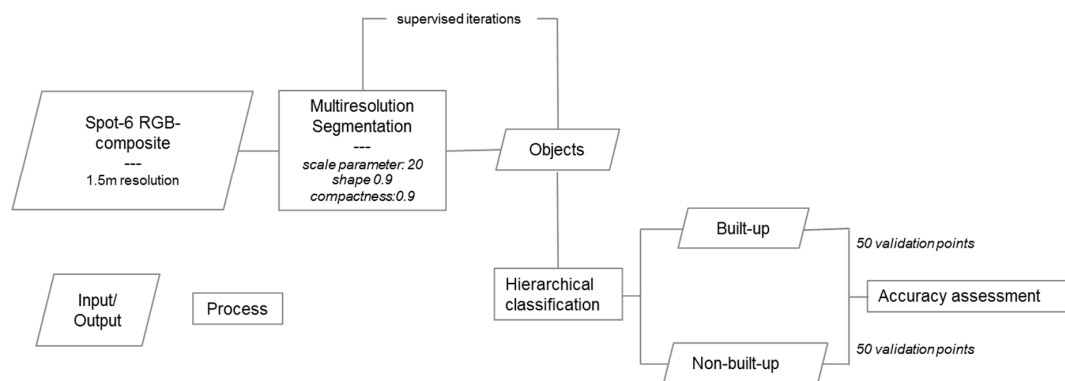 supervised iterations
Spot-6 RGB-
composite
---
1.5m resolution
Multiresolution
Segmentation
---
scale parameter: 20
shape 0.9
compactness:0.9
Objects
Built-up
50 validation points
Hierarchical
classification
Accuracy assessment
Input/
Output
Process
50 validation points
Non-built-up